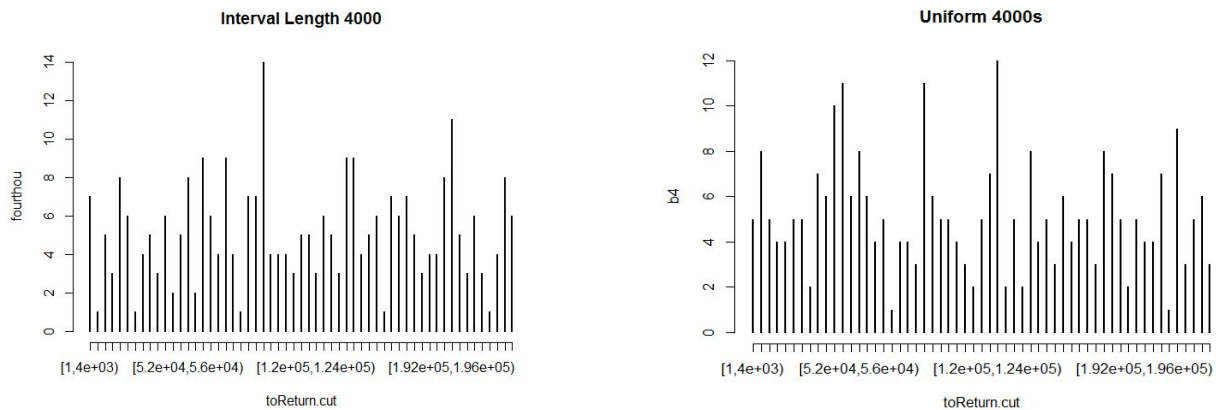 Interval Length 4000
fourthou
0 2 4 6 8 10 12 14
[1,4e+03) [5.2e+04,5.6e+04) [1.2e+05,1.24e+05) [1.92e+05,1.96e+05)
toReturn.cut
Uniform 4000s
b4
0 2 4 6 8 10 12
[1,4e+03) [5.2e+04,5.6e+04) [1.2e+05,1.24e+05) [1.92e+05,1.96e+05)
toReturn.cut